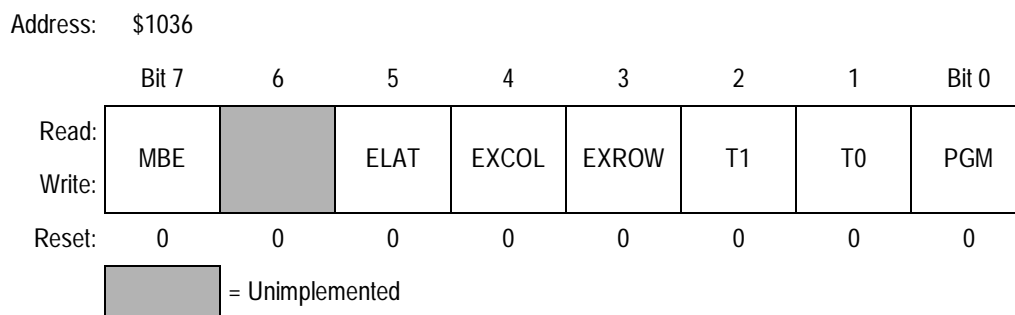 Address: $1036
Bit 7 6 5 4 3 2 1 Bit 0
Read:
MBE ELAT EXCOL EXROW T1 T0 PGM
Write:
Reset: 0 0 0 0 0 0 0 0
= Unimplemented